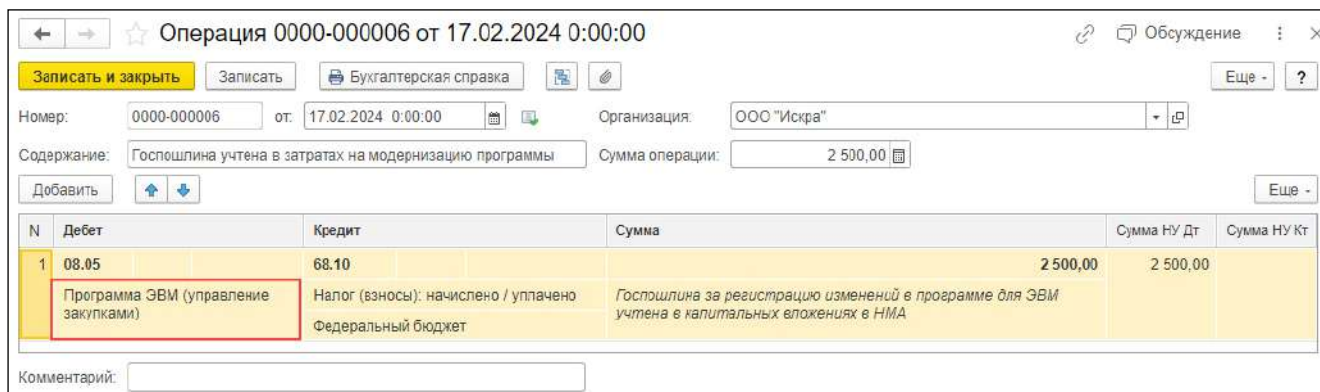 Операция 0000-000006 от 17.02.2024 0:00:00 Обсуждение
Записать и закрыть Записать Бухгалтерская справка Еще - ?
Номер: 0000-000006 от: 17.02.2024 0:00:00 Организация: ООО "Искра"
Содержание: Госпошлина учтена в затратах на модернизацию программы Сумма операции: 2 500,00
Добавить Еще -
N Дебет Кредит Сумма Сумма НУ Дт Сумма НУ Кт
1 08.05 68.10 2 500,00 2 500,00
Программа ЭВМ (управление закупками) Налог (взносы): начислено / уплачено Госпошлина за регистрацию изменений в программе для ЭВМ учтена в капитальных вложениях в НМА
Федеральный бюджет
Комментарий: